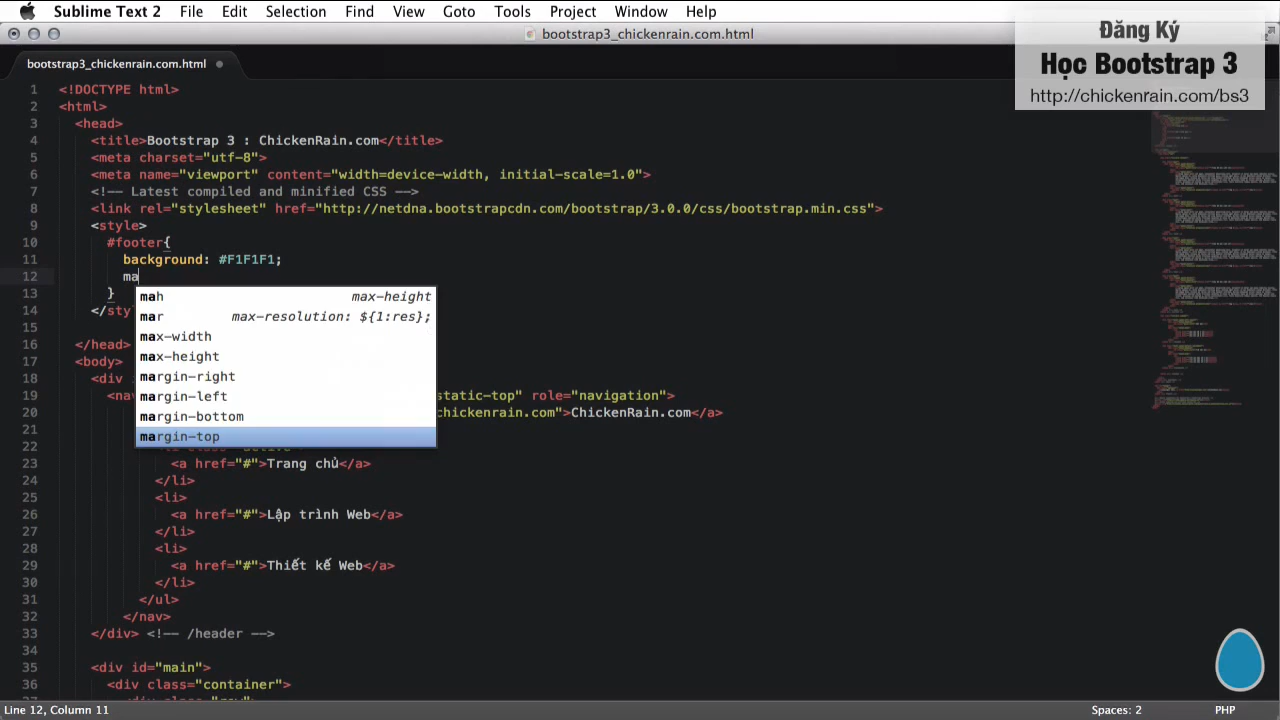 Sublime Text 2 File Edit Selection Find View Goto Tools Project Window Help
bootstrap3_chickenrain.com.html
Đăng Ký
Học Bootstrap 3
http://chickenrain.com/bs3
bootstrap3_chickenrain.com.html
1 <!DOCTYPE html>
2 <html>
3 <head>
4 <title>Bootstrap 3 : ChickenRain.com</title>
5 <meta charset="utf-8">
6 <meta name="viewport" content="width=device-width, initial-scale=1.0">
7 <!-- Latest compiled and minified CSS -->
8 <link rel="stylesheet" href="http://netdna.bootstrapcdn.com/bootstrap/3.0.0/css/bootstrap.min.css">
9 <style>
10 #footer{
11 background: #F1F1F1;
12 ma
13 }
14 </sty
15
16 </head>
17 <body>
18 <div
19 <na
static-top" role="navigation">
20
chickenrain.com">ChickenRain.com</a>
mah max-height
mar max-resolution: ${1:res};
max-width
max-height
margin-right
margin-left
margin-bottom
margin-top
22
23 <a href="#">Trang chủ</a>
24 </li>
25 <li>
26 <a href="#">Lập trình Web</a>
27 </li>
28 <li>
29 <a href="#">Thiết kế Web</a>
30 </li>
31 </ul>
32 </nav>
33 </div> <!-- /header -->
34
35 <div id="main">
36 <div class="container">
Line 12, Column 11 Spaces: 2 PHP